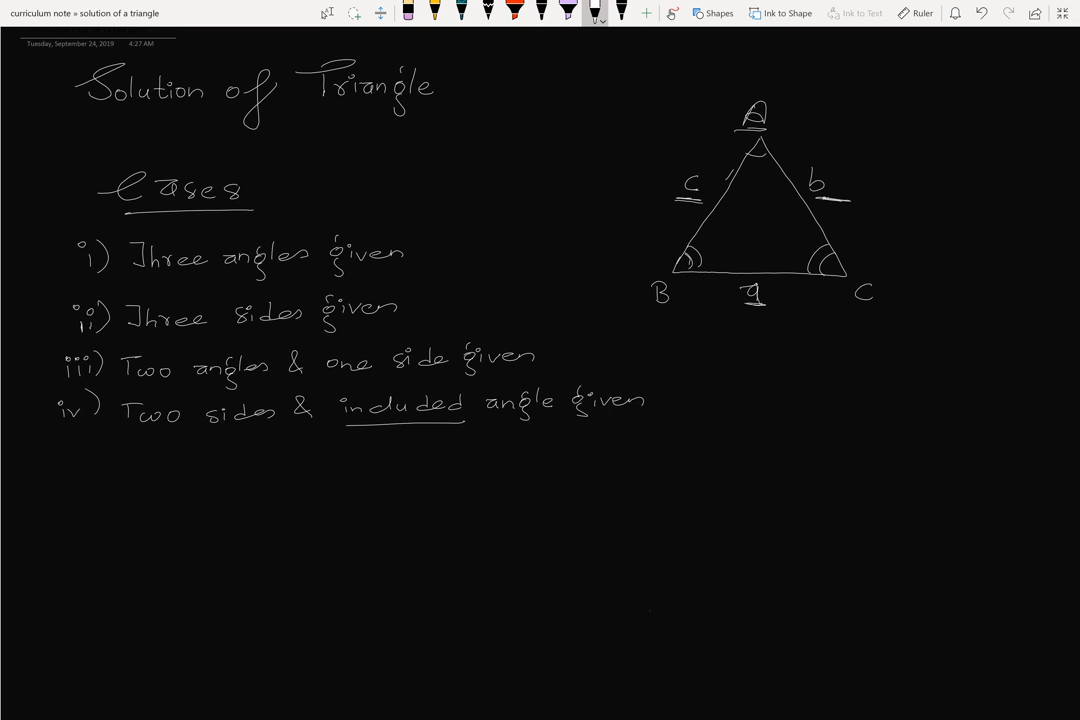 curriculum note » solution of a triangle
Shapes
Ink to Shape
Ink to Text
Ruler
Tuesday, September 24, 2019 4:27 AM
Solution of Triangle
Cases
i) Three angles given
ii) Three sides given
iii) Two angles & one side given
iv) Two sides & included angle given
A
c
b
B
a
C